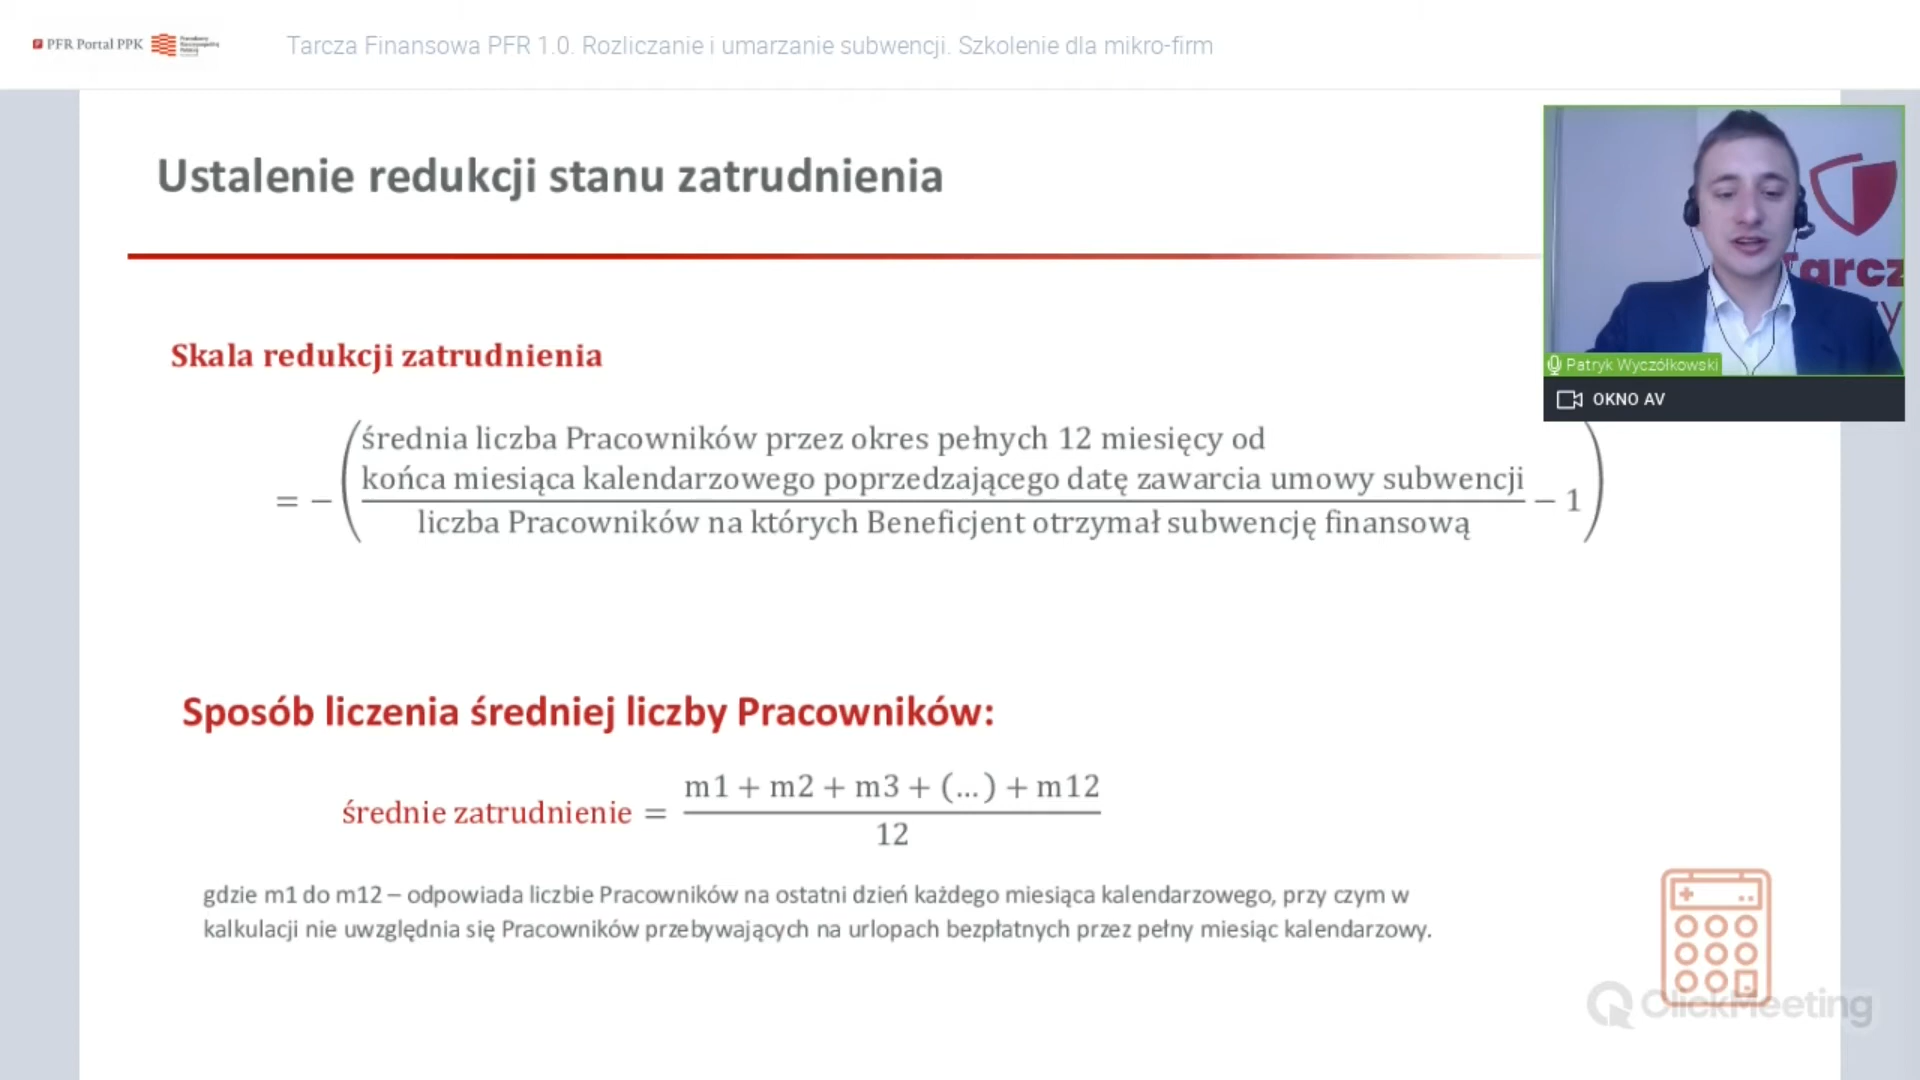 PFR Portal PPK
Tarcza Finansowa PFR 1.0. Rozliczanie i umarzanie subwencji. Szkolenie dla mikro-firm
Ustalenie redukcji stanu zatrudnienia
Skala redukcji zatrudnienia
średnia liczba Pracowników przez okres pełnych 12 miesięcy od
końca miesiąca kalendarzowego poprzedzającego datę zawarcia umowy subwencji
= − ( − 1 )
liczba Pracowników na których Beneficjent otrzymał subwencję finansową
Tarcz
Patryk Wyczółkowski
OKNO AV
Sposób liczenia średniej liczby Pracowników:
m1 + m2 + m3 + (...) + m12
średnie zatrudnienie =
12
gdzie m1 do m12 – odpowiada liczbie Pracowników na ostatni dzień każdego miesiąca kalendarzowego, przy czym w
kalkulacji nie uwzględnia się Pracowników przebywających na urlopach bezpłatnych przez pełny miesiąc kalendarzowy.
ClickMeeting